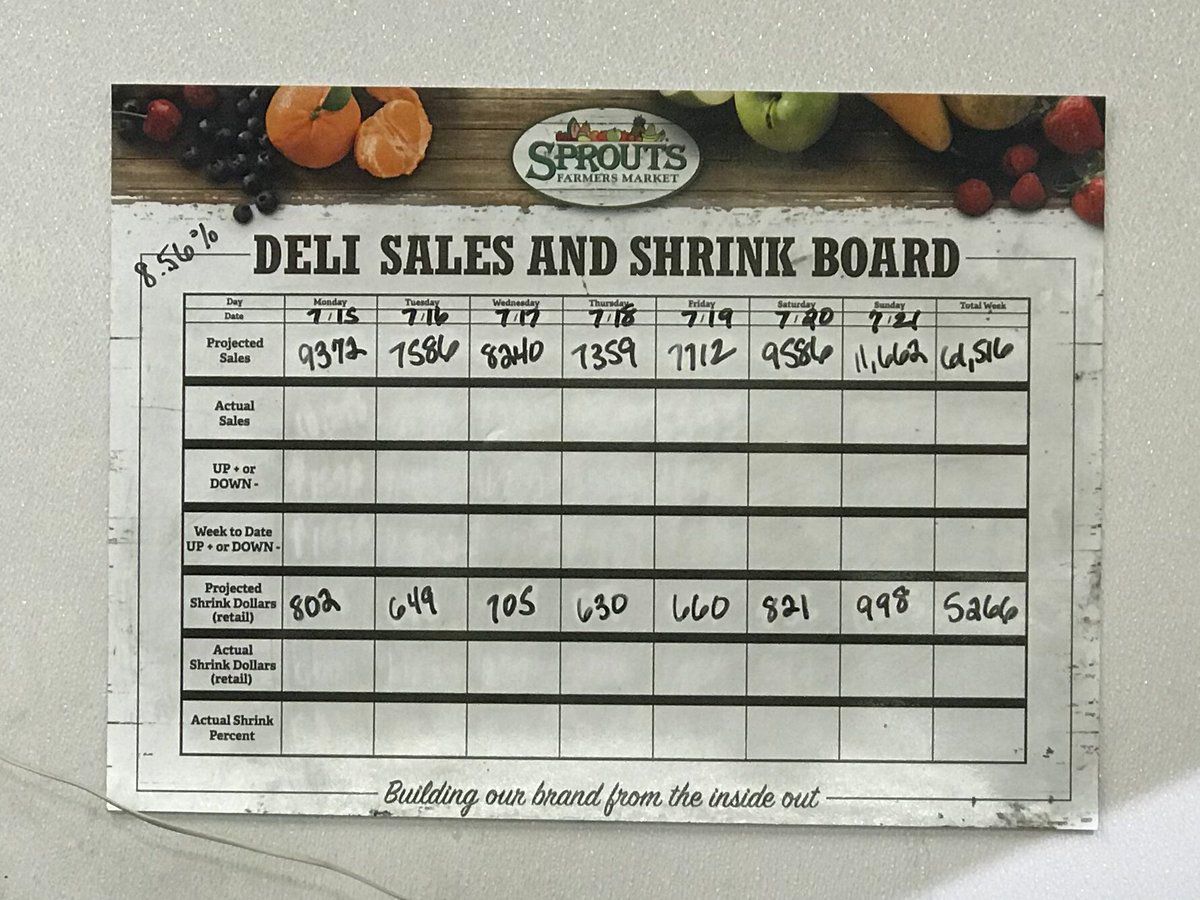 SPROUTS
FARMERS MARKET
8.56%
DELI SALES AND SHRINK BOARD
Day Monday Tuesday Wednesday Thursday Friday Saturday Sunday Total Week
Date 7/15 7/16 7/17 7/18 7/19 7/20 7/21
Projected Sales 9372 7586 8240 7359 7712 9586 11,662 61,516
Actual
Sales
UP + or
DOWN -
Week to Date
UP + or DOWN -
Projected
Shrink Dollars 802 649 705 630 660 821 998 5266
(retail)
Actual
Shrink Dollars
(retail)
Actual Shrink
Percent
Building our brand from the inside out